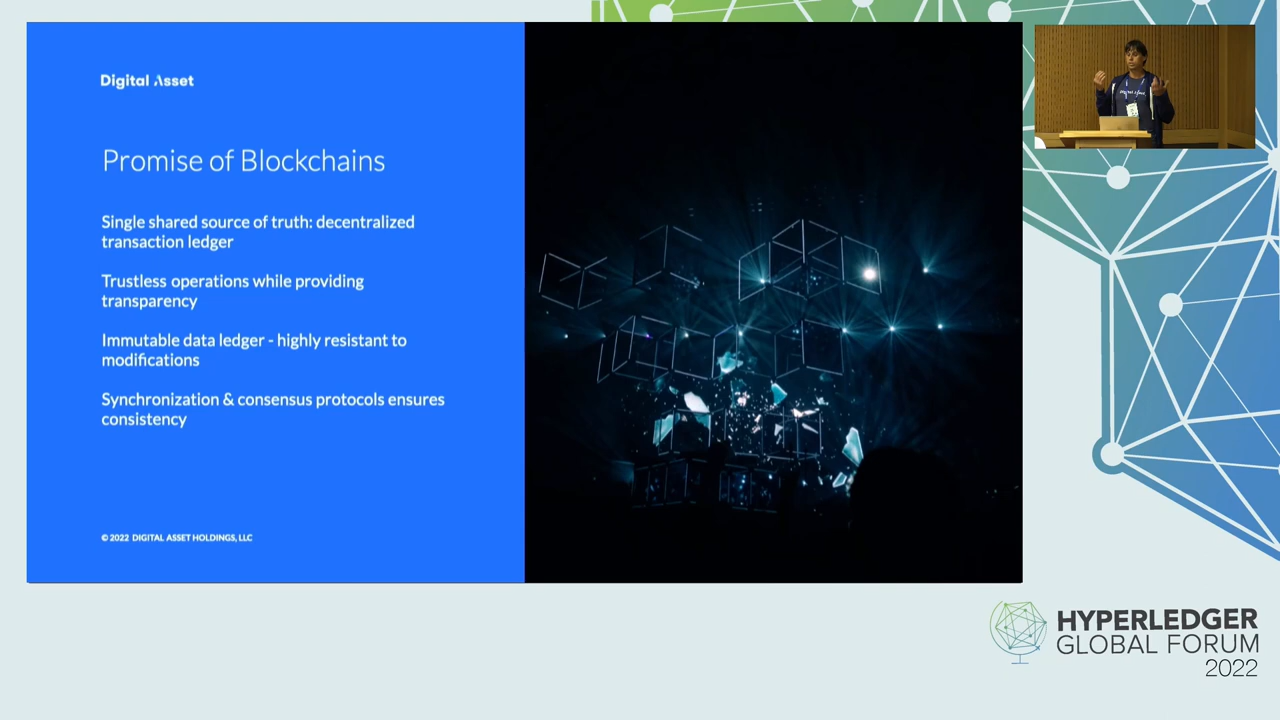 Digital Asset
Promise of Blockchains
Single shared source of truth: decentralized
transaction ledger
Trustless operations while providing
transparency
Immutable data ledger - highly resistant to
modifications
Synchronization & consensus protocols ensures
consistency
© 2022 DIGITAL ASSET HOLDINGS, LLC
HYPERLEDGER
GLOBAL FORUM
2022